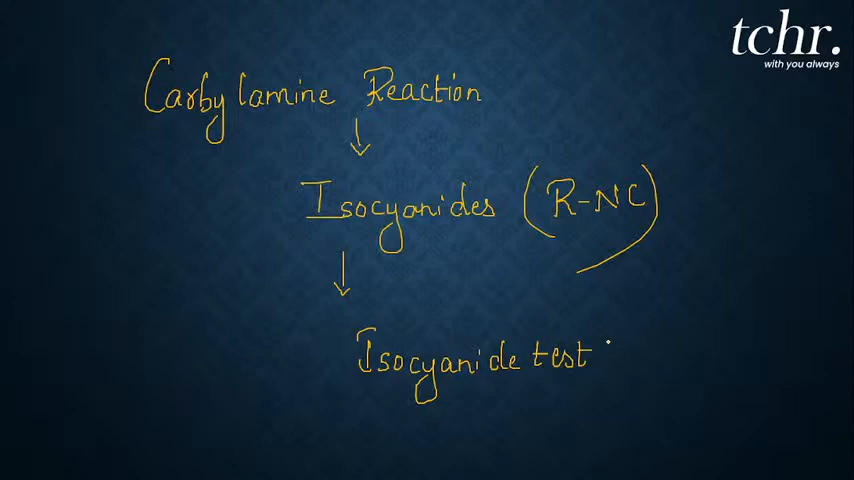 tchr.
with you always
Carbylamine Reaction
Isocyanides (R-NC)
Isocyanide test